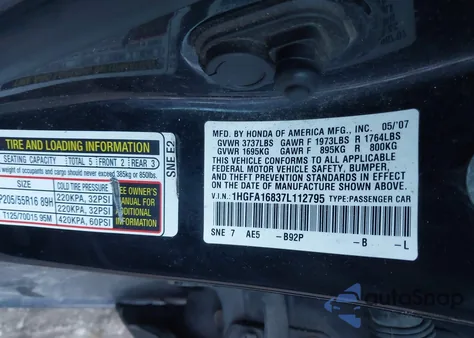 TIRE AND LOADING INFORMATION
SEATING CAPACITY TOTAL 5 FRONT 2 REAR 3
weight of occupants and cargo should never exceed 385kg or 850lbs.
COLD TIRE PRESSURE
P205/55R16 89H 220KPA, 32PSI
220KPA, 32PSI
T125/70D15 95M 420KPA, 60PSI
SEE OWNER'S
MANUAL FOR
ADDITIONAL
INFORMATION
SNE-E2
MFD. BY HONDA OF AMERICA MFG., INC. 05/'07
GVWR 3737LBS GAWR F 1973LBS R 1764LBS
GVWR 1695KG GAWR F 895KG R 800KG
THIS VEHICLE CONFORMS TO ALL APPLICABLE
FEDERAL MOTOR VEHICLE SAFETY, BUMPER,
AND THEFT PREVENTION STANDARDS IN EFFECT
ON THE DATE OF MANUFACTURE SHOWN ABOVE.
V.I.N. 1HGFA16837L112795 TYPE:PASSENGER CAR
SNE 7 AE5 -B92P -B -L
autoSnap